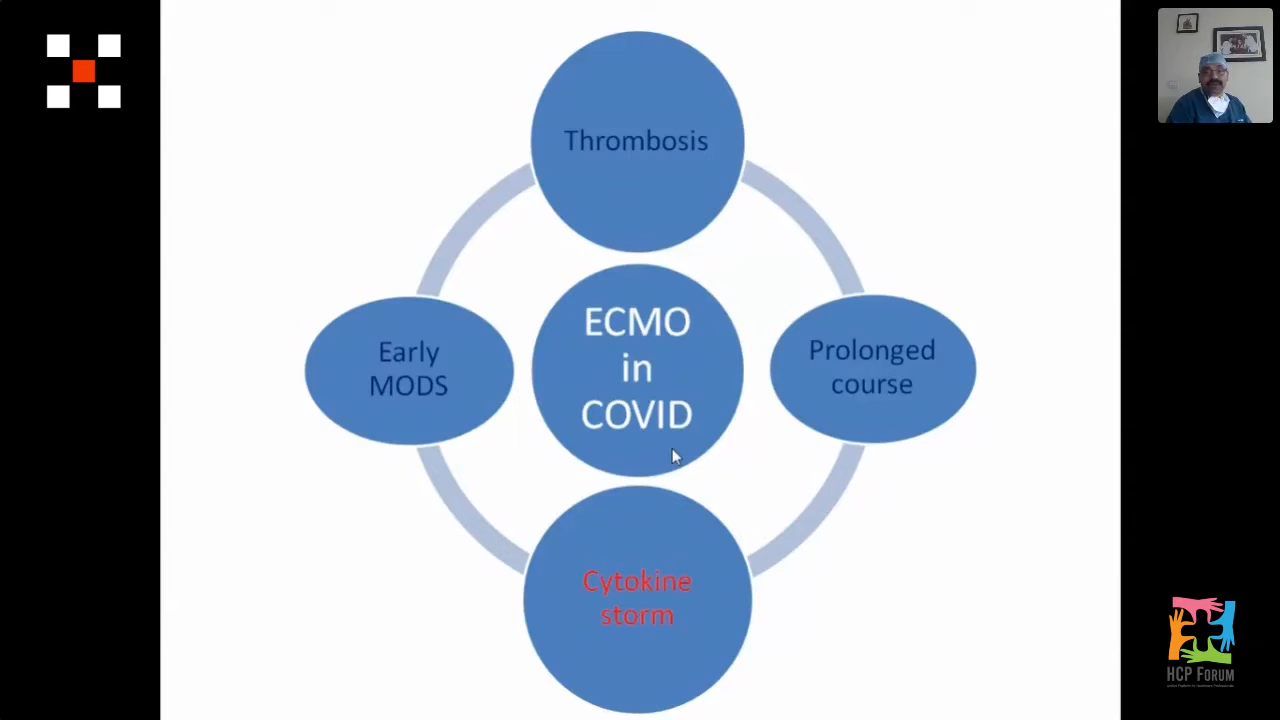 Thrombosis
Early
MODS
ECMO
in
COVID
Prolonged
course
Cytokine
storm
HCP FORUM